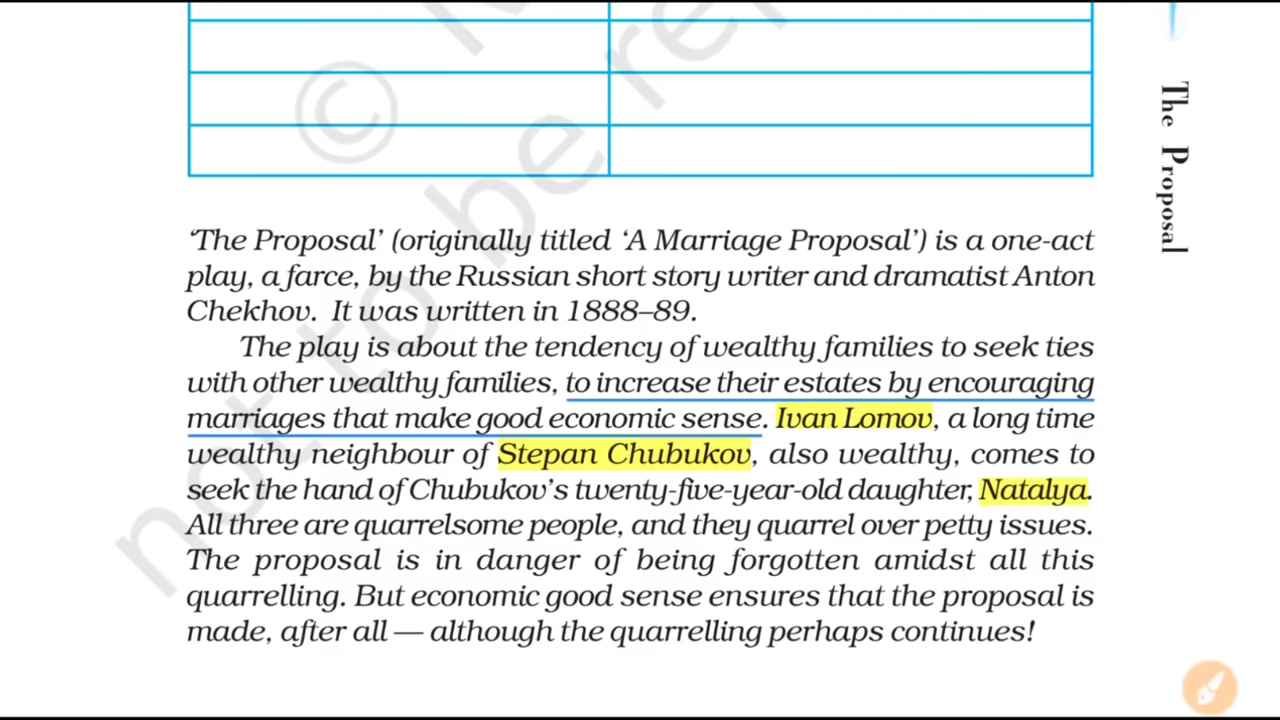 The Proposal
‘The Proposal’ (originally titled ‘A Marriage Proposal’) is a one-act
play, a farce, by the Russian short story writer and dramatist Anton
Chekhov. It was written in 1888–89.
The play is about the tendency of wealthy families to seek ties
with other wealthy families, to increase their estates by encouraging
marriages that make good economic sense. Ivan Lomov, a long time
wealthy neighbour of Stepan Chubukov, also wealthy, comes to
seek the hand of Chubukov’s twenty-five-year-old daughter, Natalya.
All three are quarrelsome people, and they quarrel over petty issues.
The proposal is in danger of being forgotten amidst all this
quarrelling. But economic good sense ensures that the proposal is
made, after all — although the quarrelling perhaps continues!
©
not to be re